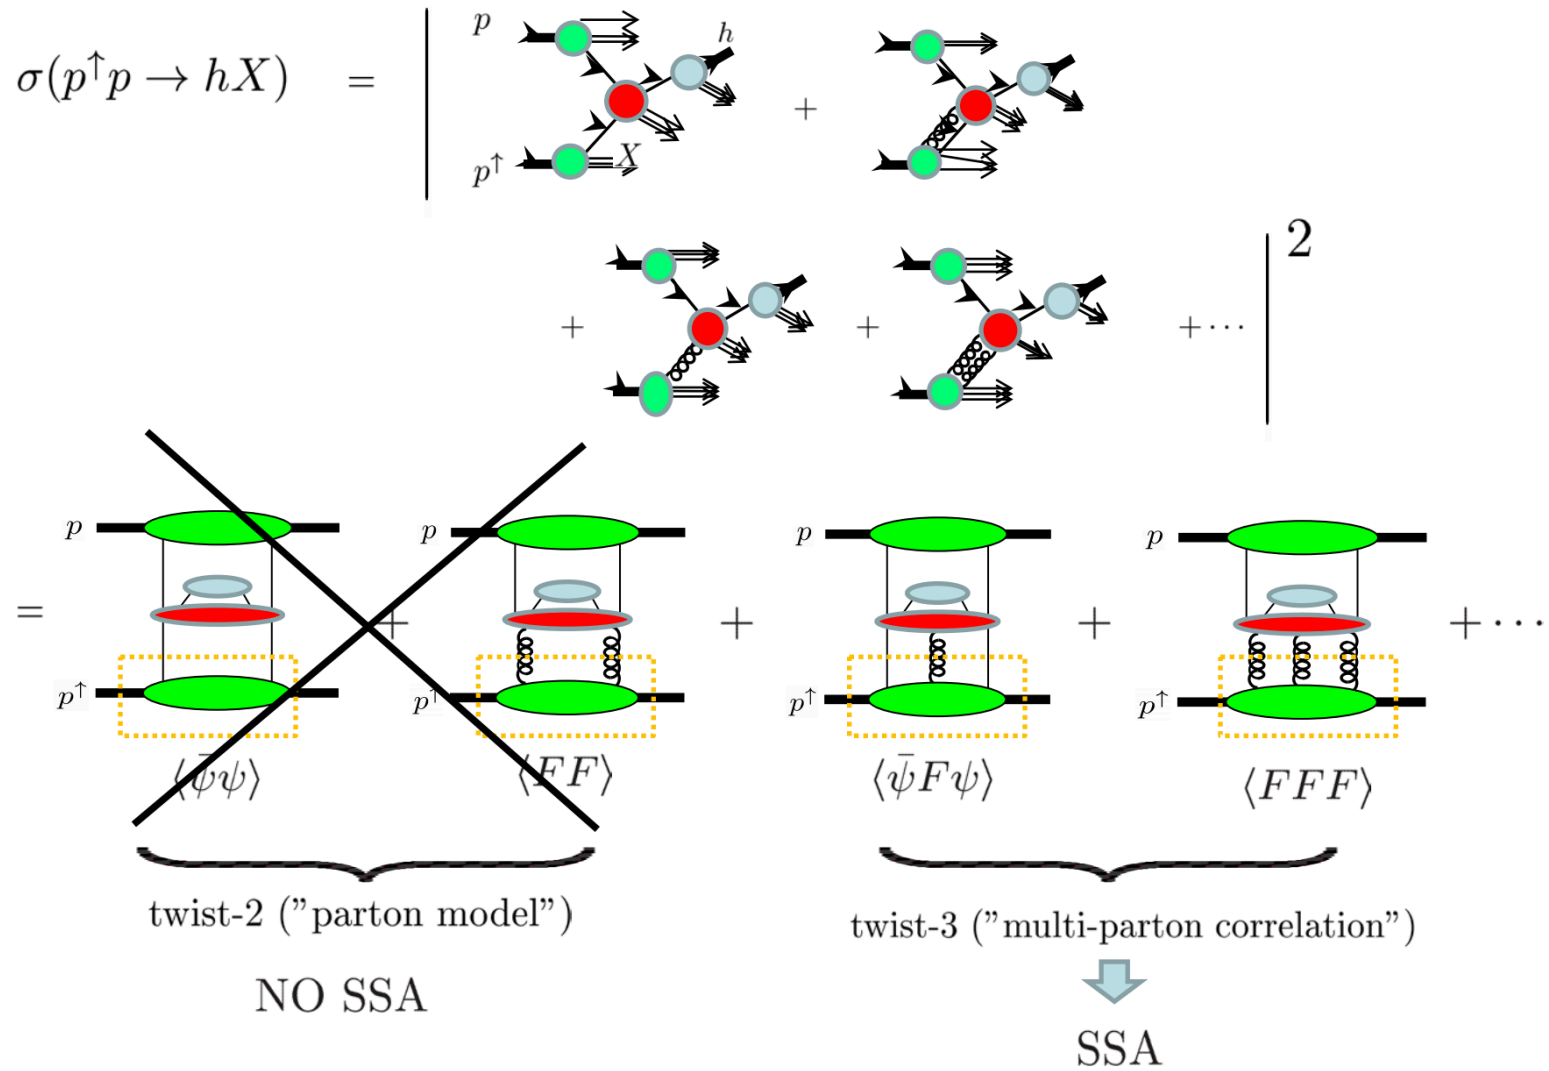 p h
σ(p↑p → hX) = +
p↑ X
2
+ + + ···
p p p p
= + + + + ···
p↑ p↑ p↑ p↑
⟨ψ̄ψ⟩ ⟨FF⟩ ⟨ψ̄Fψ⟩ ⟨FFF⟩
twist-2 ("parton model") twist-3 ("multi-parton correlation")
NO SSA
SSA